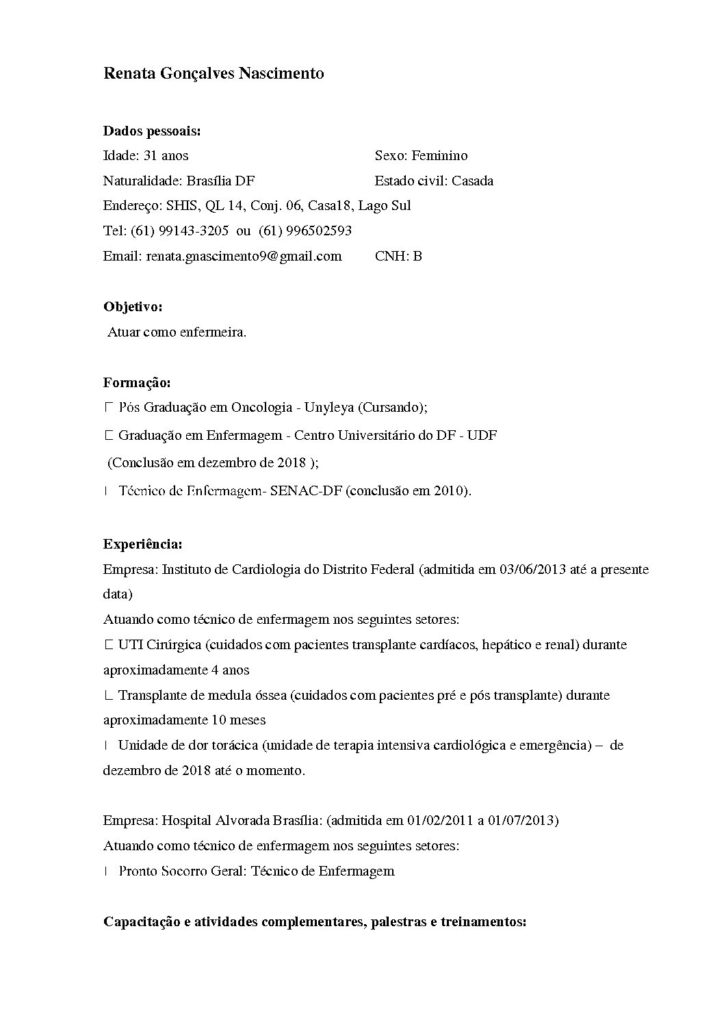 Renata Gonçalves Nascimento
Dados pessoais:
Idade: 31 anos Sexo: Feminino
Naturalidade: Brasília DF Estado civil: Casada
Endereço: SHIS, QL 14, Conj. 06, Casa18, Lago Sul
Tel: (61) 99143-3205 ou (61) 996502593
Email: renata.gnascimento9@gmail.com CNH: B
Objetivo:
Atuar como enfermeira.
Formação:
Pós Graduação em Oncologia - Unyleya (Cursando);
Graduação em Enfermagem - Centro Universitário do DF - UDF
(Conclusão em dezembro de 2018 );
Técnico de Enfermagem- SENAC-DF (conclusão em 2010).
Experiência:
Empresa: Instituto de Cardiologia do Distrito Federal (admitida em 03/06/2013 até a presente
data)
Atuando como técnico de enfermagem nos seguintes setores:
UTI Cirúrgica (cuidados com pacientes transplante cardíacos, hepático e renal) durante
aproximadamente 4 anos
Transplante de medula óssea (cuidados com pacientes pré e pós transplante) durante
aproximadamente 10 meses
Unidade de dor torácica (unidade de terapia intensiva cardiológica e emergência) – de
dezembro de 2018 até o momento.
Empresa: Hospital Alvorada Brasília: (admitida em 01/02/2011 a 01/07/2013)
Atuando como técnico de enfermagem nos seguintes setores:
Pronto Socorro Geral: Técnico de Enfermagem
Capacitação e atividades complementares, palestras e treinamentos: